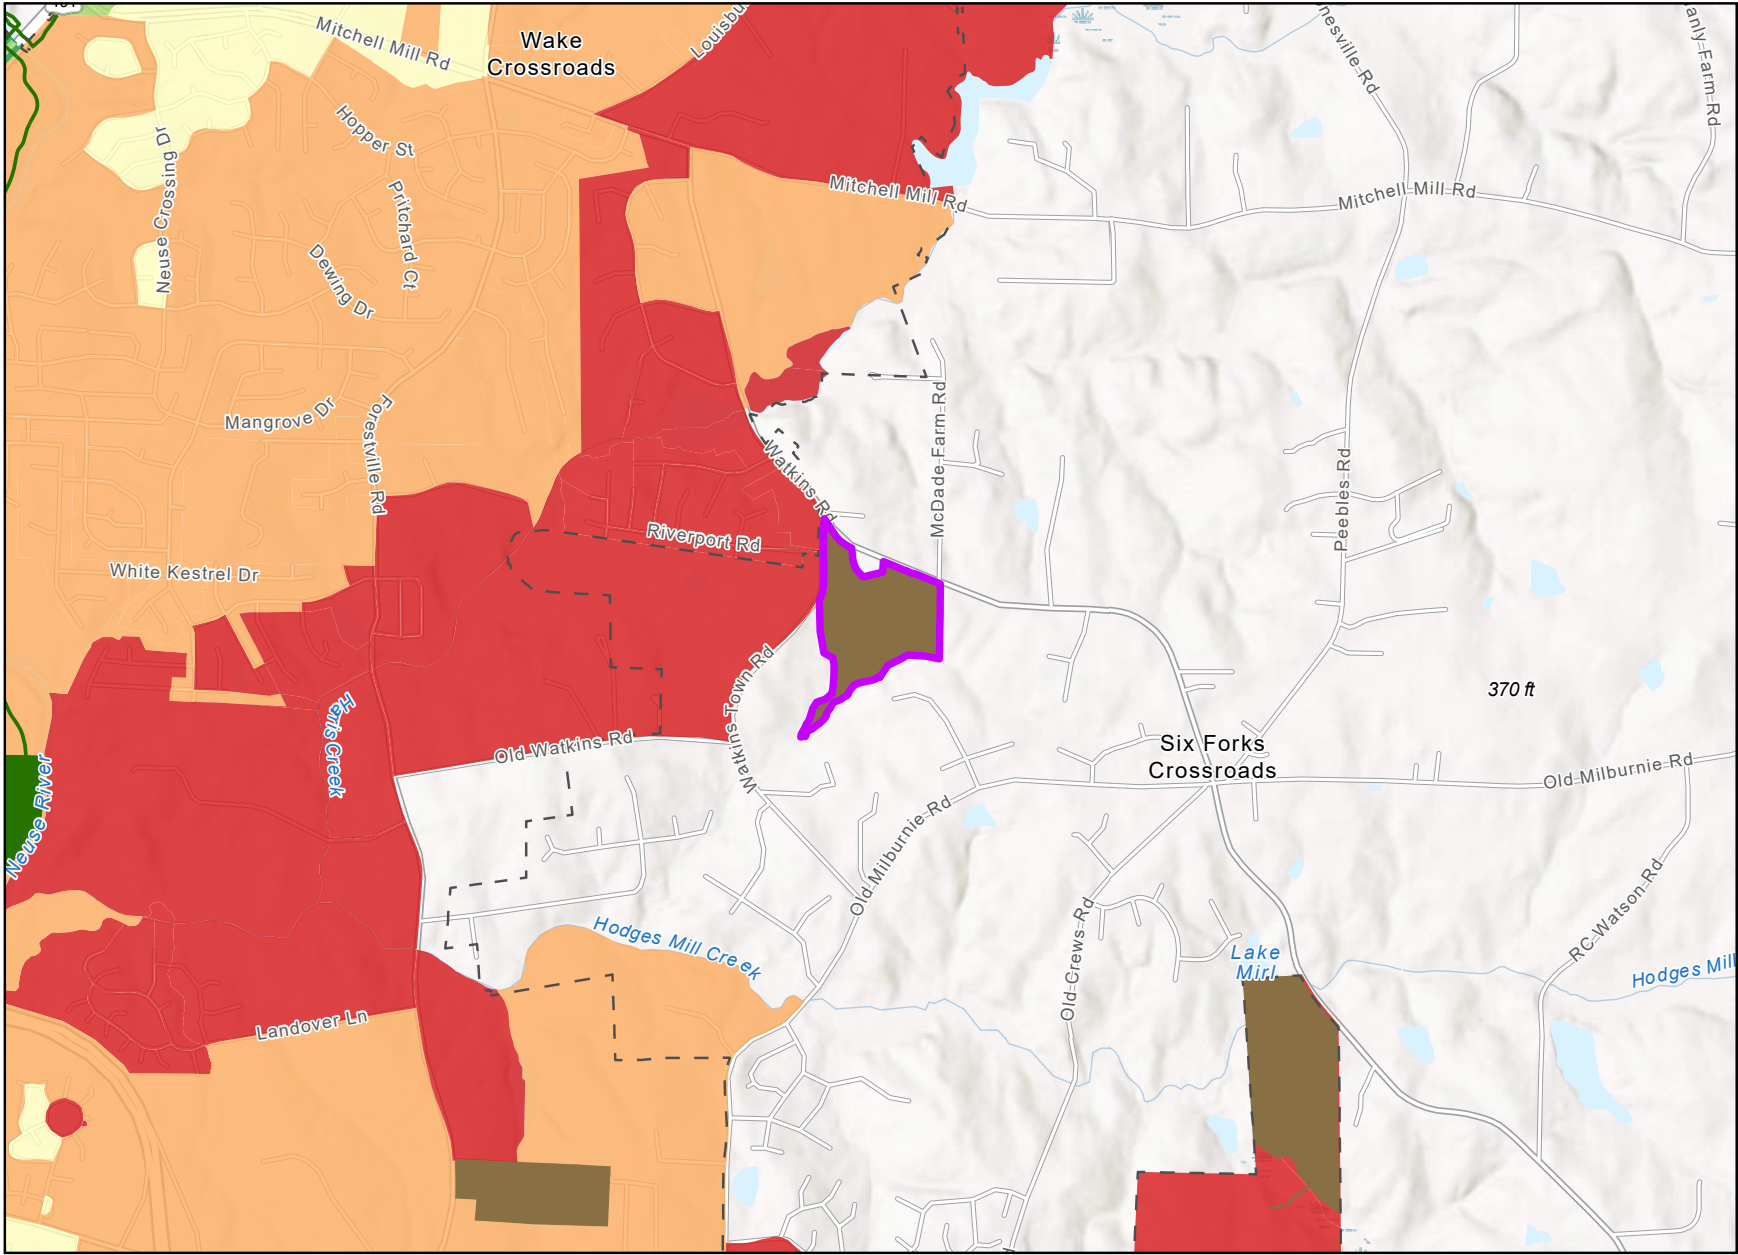 Mitchell Mill Rd
Wake
Crossroads
Hopper St
Neuse Crossing Dr
Pritchard Ct
Dewing Dr
Mitchell Mill Rd
Mitchell Mill Rd
Mangrove Dr
Forestville Rd
Watkins Rd
McDade Farm Rd
Peebles Rd
Riverport Rd
White Kestrel Dr
Watkins Town Rd
370 ft
Harris Creek
Old Watkins Rd
Six Forks
Crossroads
Old Milburnie Rd
Neuse River
Old Milburnie Rd
RC Watson Rd
Hodges Mill Creek
Old Crews Rd
Lake
Mirl
Hodges Mill
Landover Ln